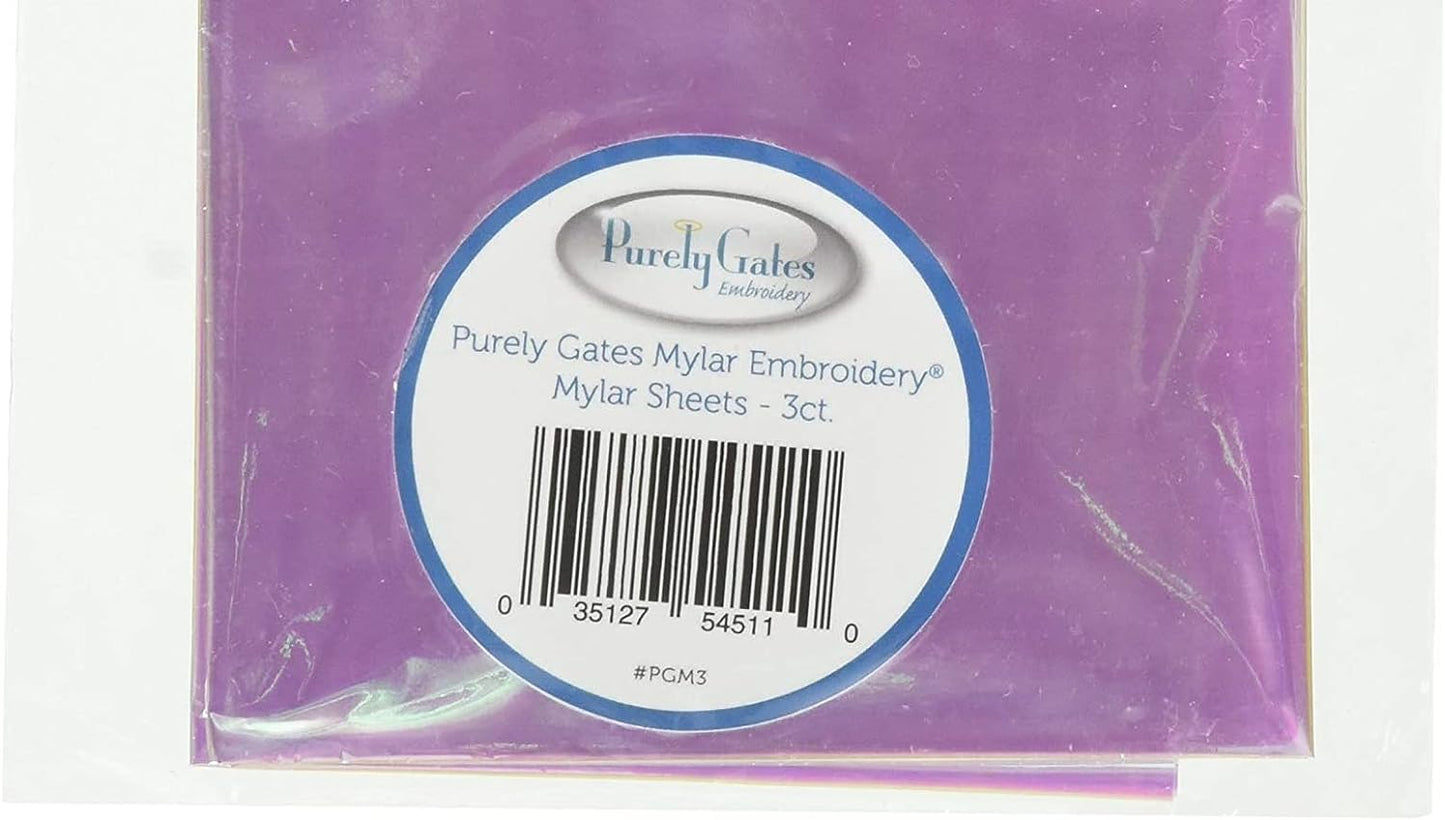 Purely Gates
Embroidery
Purely Gates Mylar Embroidery®
Mylar Sheets - 3ct.
0 35127 54511 0
#PGM3